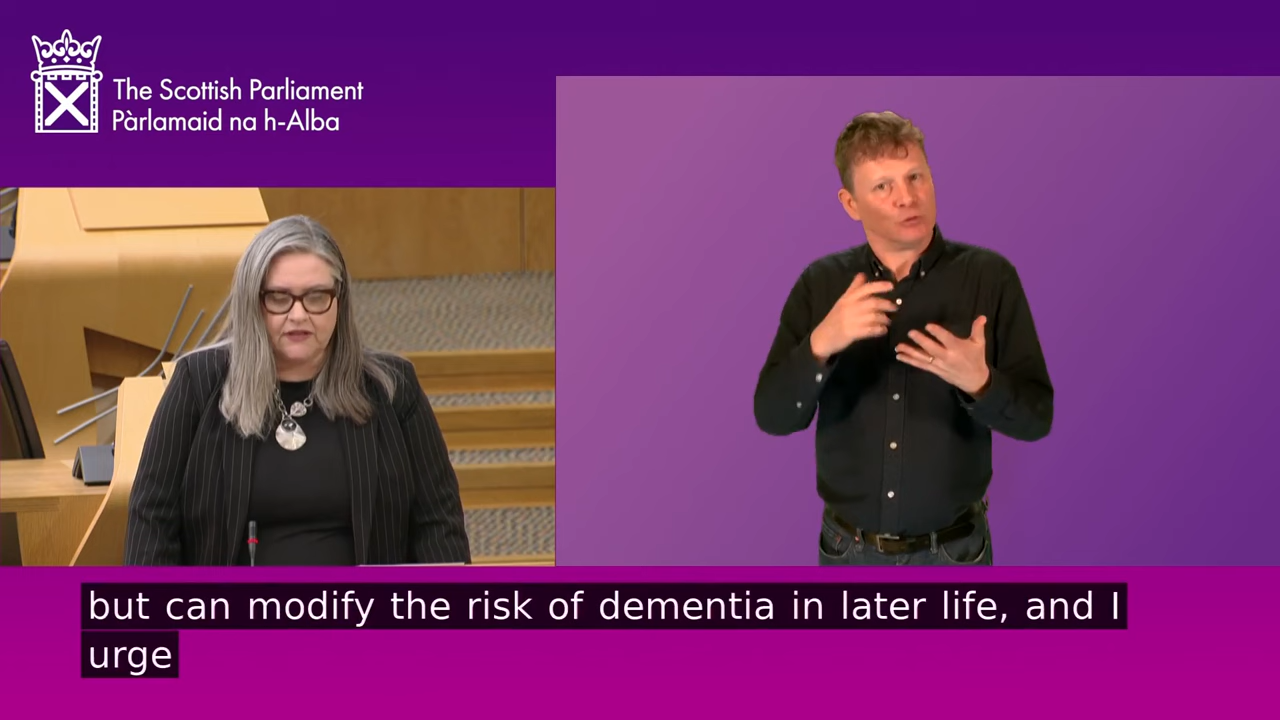 The Scottish Parliament
Pàrlamaid na h-Alba
but can modify the risk of dementia in later life, and I
urge